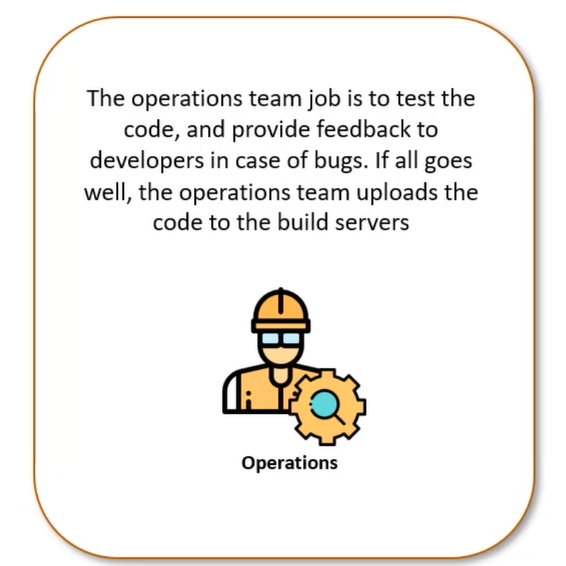 The operations team job is to test the
code, and provide feedback to
developers in case of bugs. If all goes
well, the operations team uploads the
code to the build servers
Operations